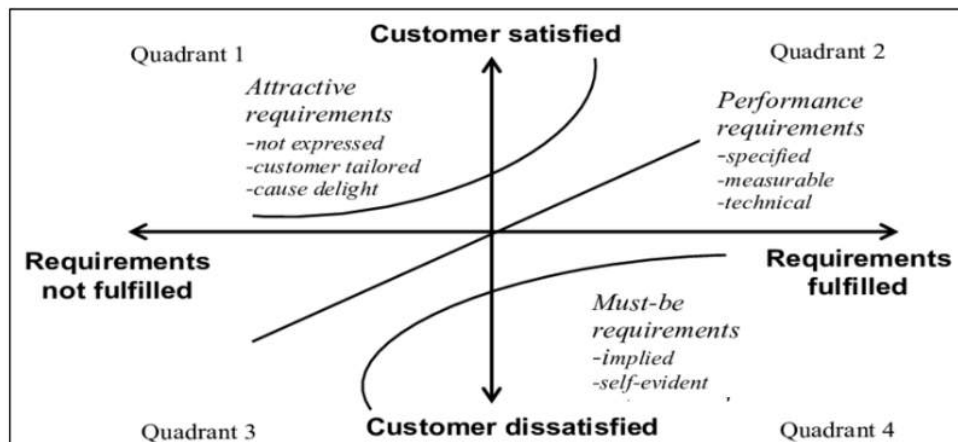 Customer satisfied
Quadrant 1
Quadrant 2
Attractive
requirements
-not expressed
-customer tailored
-cause delight
Performance
requirements
-specified
-measurable
-technical
Requirements
not fulfilled
Requirements
fulfilled
Must-be
requirements
-implied
-self-evident
,
Quadrant 3
Customer dissatisfied
Quadrant 4